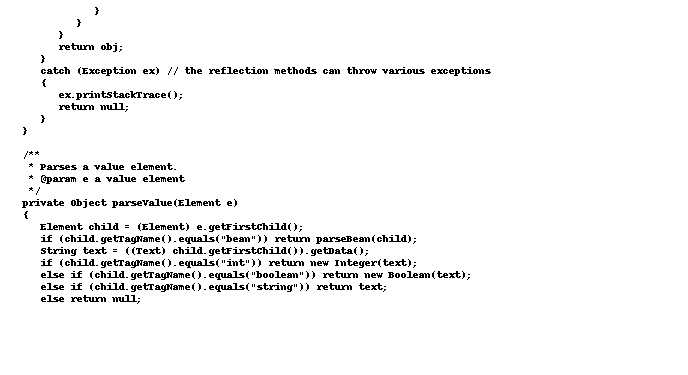 }
}
}
return obj;
}
catch (Exception ex) // the reflection methods can throw various exceptions
{
ex.printStackTrace();
return null;
}
}
/**
* Parses a value element.
* @param e a value element
*/
private Object parseValue(Element e)
{
Element child = (Element) e.getFirstChild();
if (child.getTagName().equals("bean")) return parseBean(child);
String text = ((Text) child.getFirstChild()).getData();
if (child.getTagName().equals("int")) return new Integer(text);
else if (child.getTagName().equals("boolean")) return new Boolean(text);
else if (child.getTagName().equals("string")) return text;
else return null;